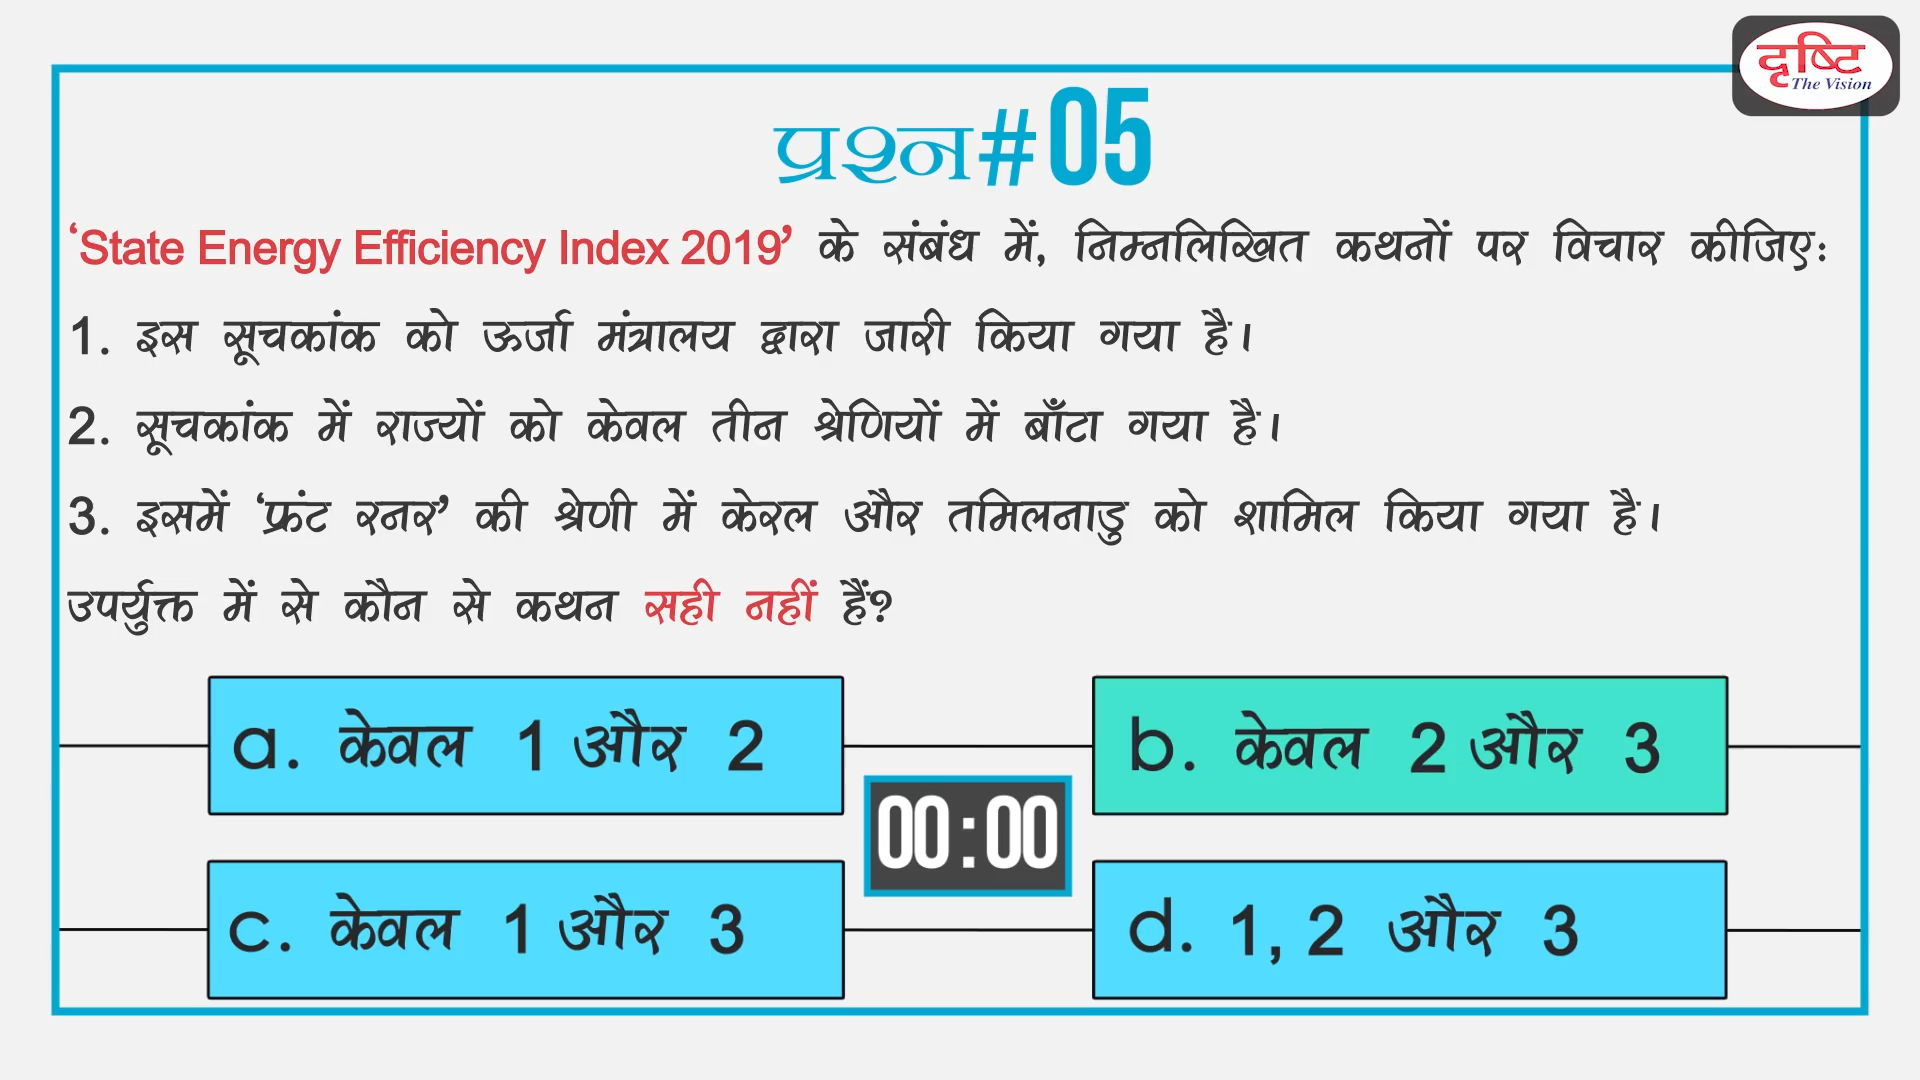 दृष्टि
The Vision
प्रश्न#05
‘State Energy Efficiency Index 2019’ के संबंध में, निम्नलिखित कथनों पर विचार कीजिए:
1. इस सूचकांक को ऊर्जा मंत्रालय द्वारा जारी किया गया है।
2. सूचकांक में राज्यों को केवल तीन श्रेणियों में बाँटा गया है।
3. इसमें ‘फ्रंट रनर’ की श्रेणी में केरल और तमिलनाडु को शामिल किया गया है।
उपर्युक्त में से कौन से कथन सही नहीं हैं?
a. केवल 1 और 2
b. केवल 2 और 3
00:00
c. केवल 1 और 3
d. 1, 2 और 3